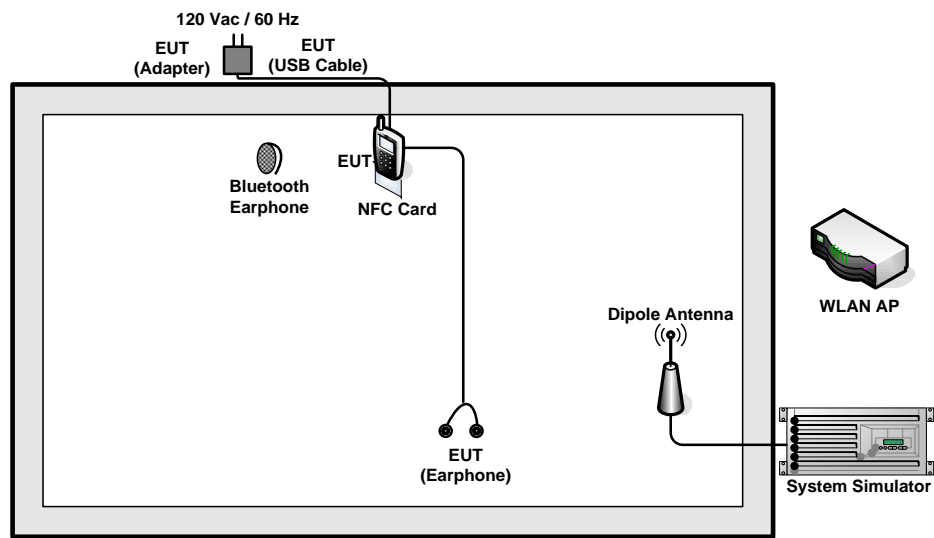 120 Vac / 60 Hz
EUT
(Adapter)
EUT
(USB Cable)
Bluetooth
Earphone
EUT
NFC Card
WLAN AP
Dipole Antenna
EUT
(Earphone)
System Simulator